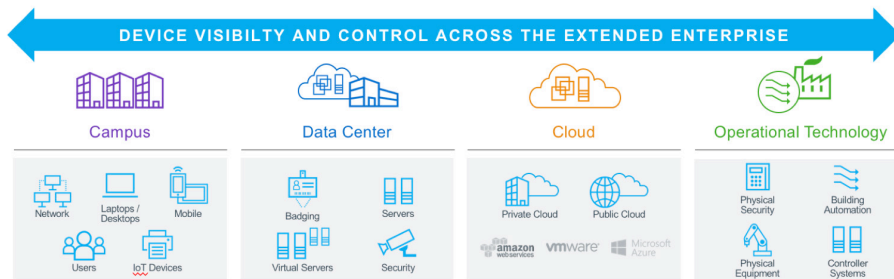 DEVICE VISIBILTY AND CONTROL ACROSS THE EXTENDED ENTERPRISE
Campus
Data Center
Cloud
Operational Technology
Network
Laptops /
Desktops
Mobile
Users
IoT Devices
Badging
Servers
Virtual Servers
Security
Private Cloud
Public Cloud
amazon
webservices
vmware
Microsoft
Azure
Physical
Security
Building
Automation
Physical
Equipment
Controller
Systems